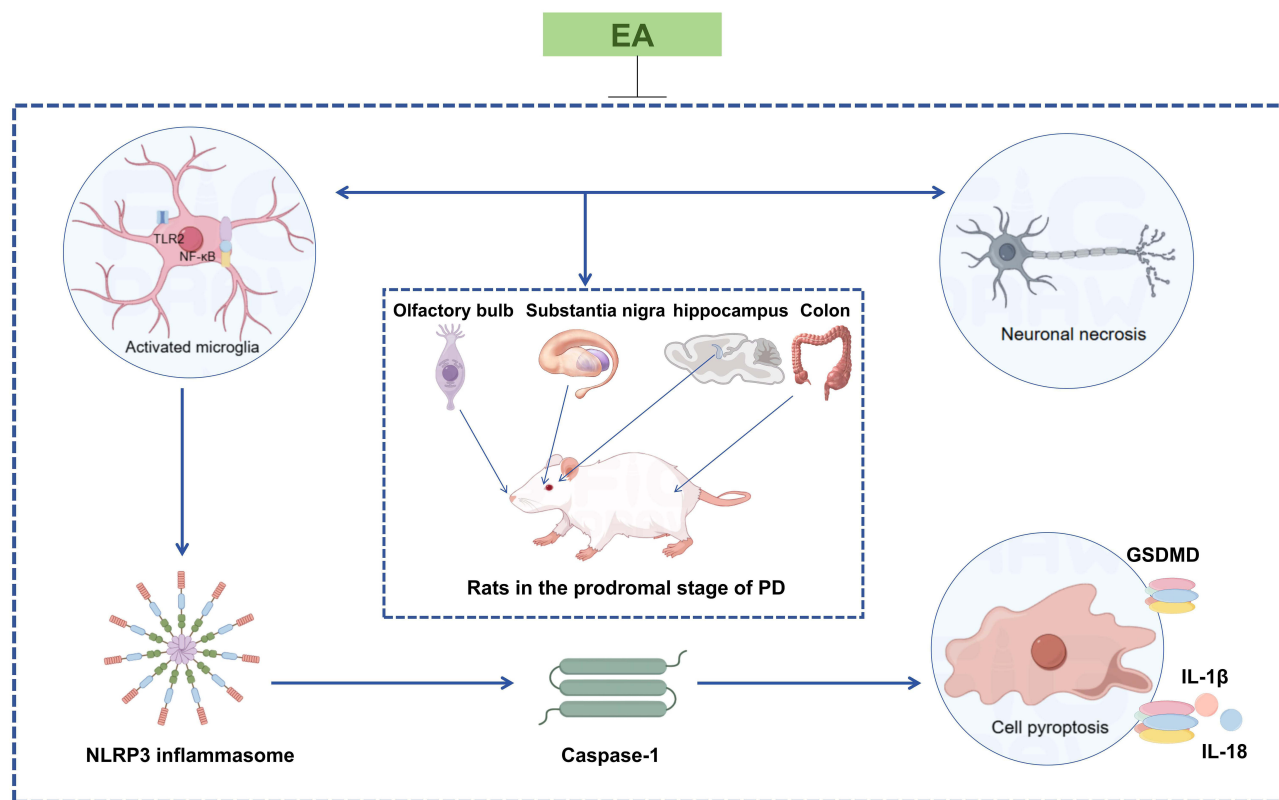 EA
TLR2
NF-κB
Activated microglia
Neuronal necrosis
Olfactory bulb
Substantia nigra
hippocampus
Colon
Rats in the prodromal stage of PD
NLRP3 inflammasome
Caspase-1
GSDMD
IL-1β
Cell pyroptosis
IL-18